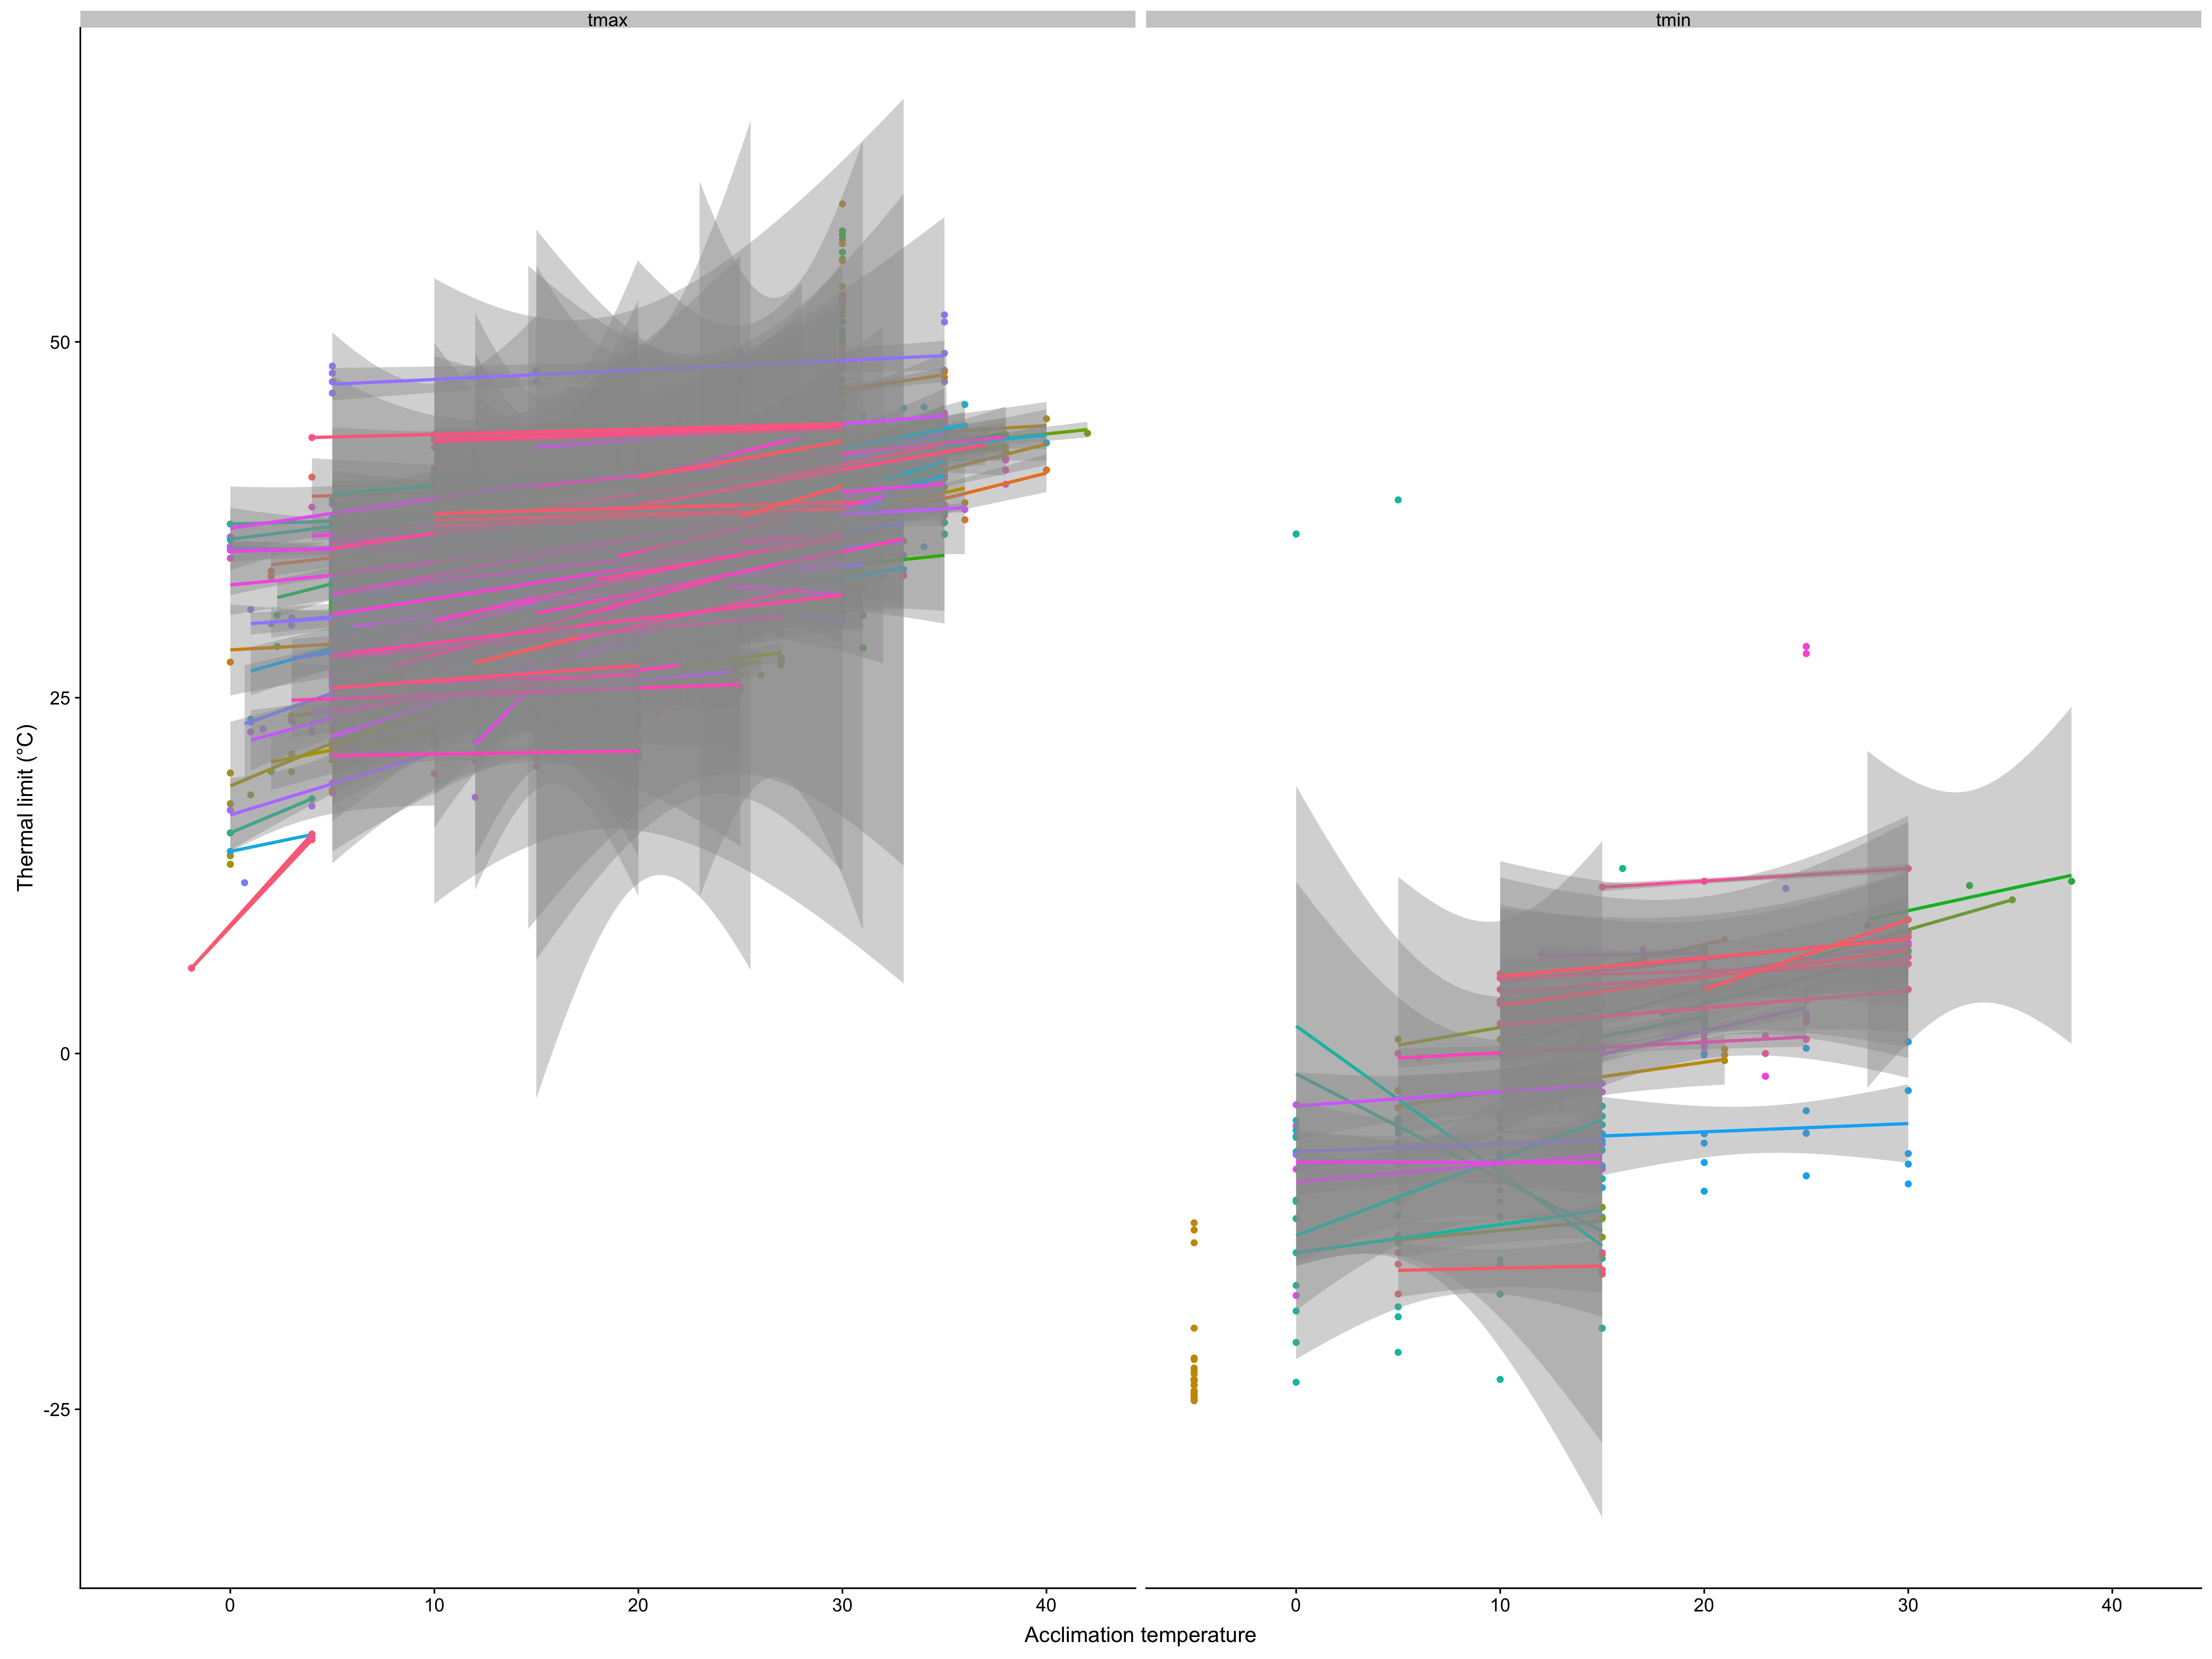 tmax tmin
50
25
0
-25
Thermal limit (°C)
0 10 20 30 40 0 10 20 30 40
Acclimation temperature